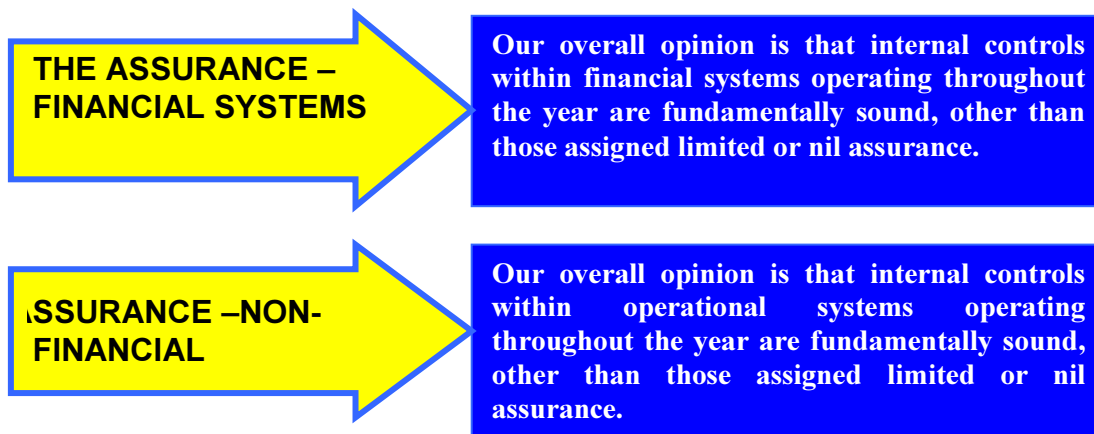 THE ASSURANCE –
FINANCIAL SYSTEMS
Our overall opinion is that internal controls
within financial systems operating throughout
the year are fundamentally sound, other than
those assigned limited or nil assurance.
ASSURANCE –NON-
FINANCIAL
Our overall opinion is that internal controls
within operational systems operating
throughout the year are fundamentally sound,
other than those assigned limited or nil
assurance.